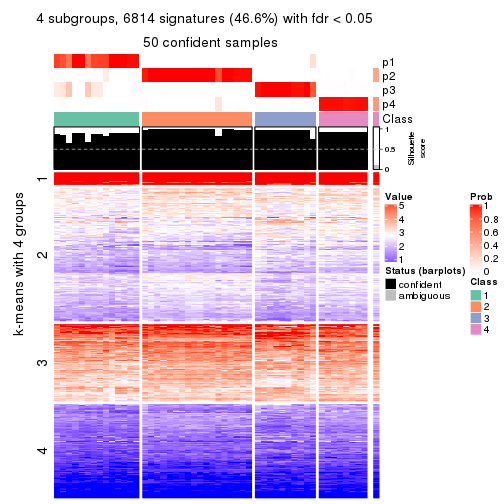 4 subgroups, 6814 signatures (46.6%) with fdr < 0.05
50 confident samples
p1
p2
p3
p4
Class
1
0.5
0
Silhouette
score
k-means with 4 groups
1
2
3
4
Value
5
4
3
2
1
Status (barplots)
confident
ambiguous
Prob
1
0.8
0.6
0.4
0.2
0
Class
1
2
3
4